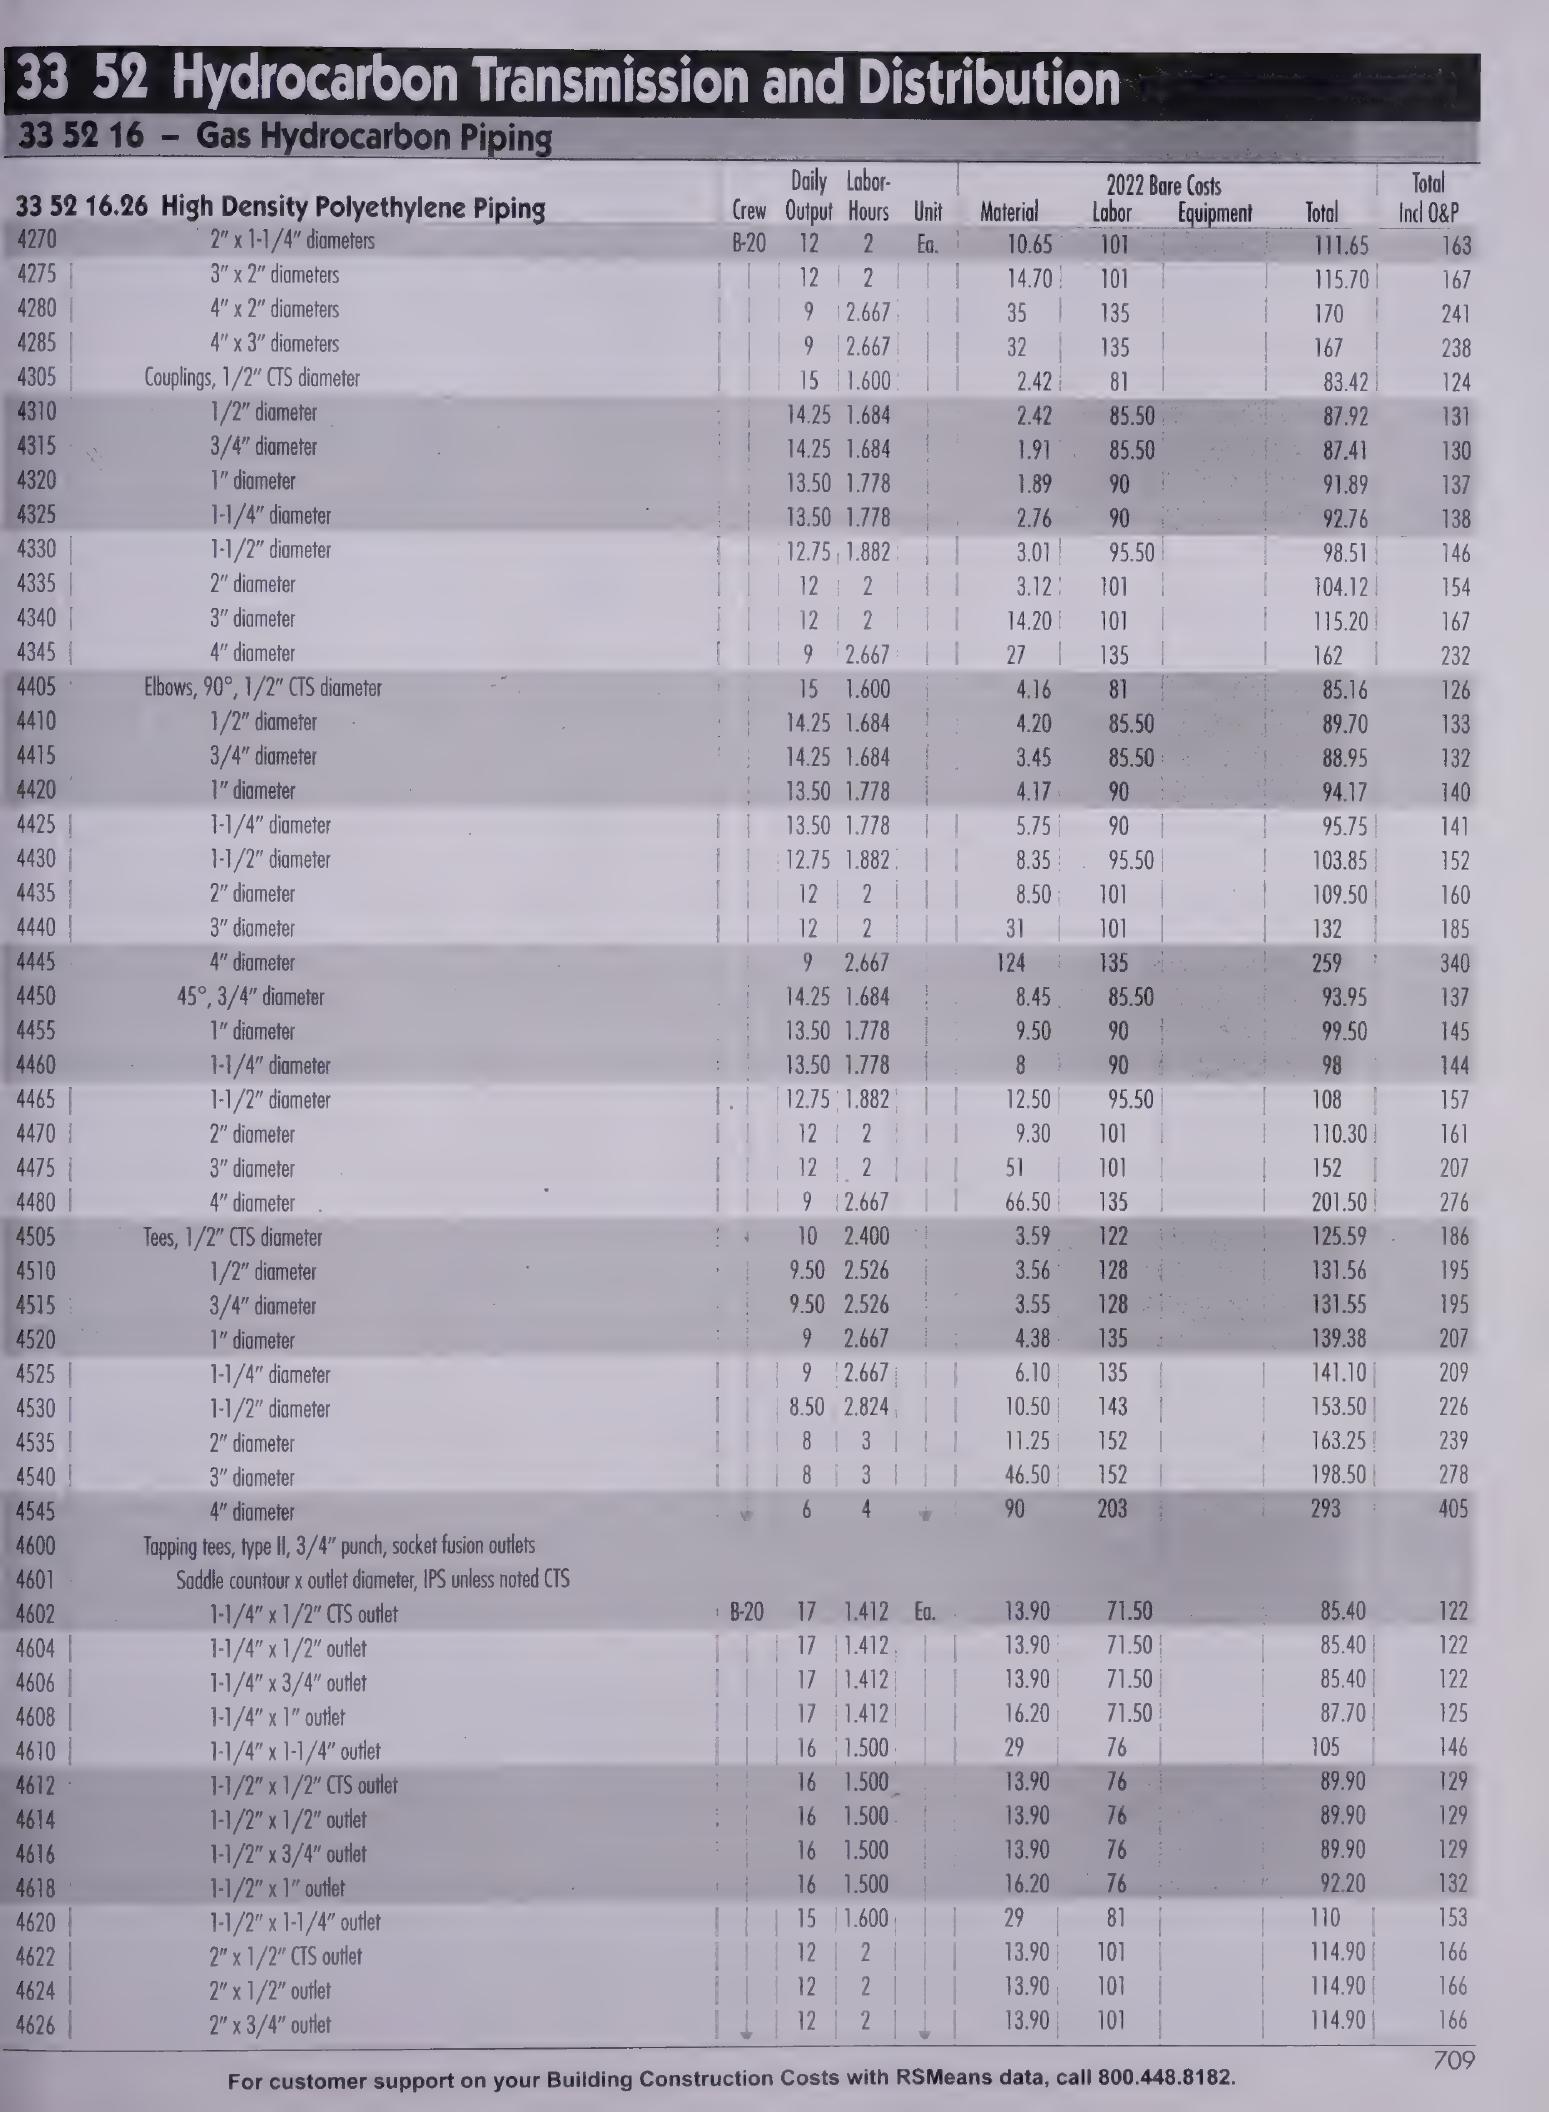 33 52 Hydrocarbon Transmission and Distribution
33 52 16 – Gas Hydrocarbon Piping
Daily Labor- 2022 Bare Costs Total
33 52 16.26 High Density Polyethylene Piping Crew Output Hours Unit Material Labor Equipment Total Incl O&P
4270 2" x 1-1/4" diameters B-20 12 2 Ea. 10.65 101 111.65 163
4275 3" x 2" diameters 12 2 14.70 101 115.70 167
4280 4" x 2" diameters 9 2.667 35 135 170 241
4285 4" x 3" diameters 9 2.667 32 135 167 238
4305 Couplings, 1/2" CTS diameter 15 1.600 2.42 81 83.42 124
4310 1/2" diameter 14.25 1.684 2.42 85.50 87.92 131
4315 3/4" diameter 14.25 1.684 1.91 85.50 87.41 130
4320 1" diameter 13.50 1.778 1.89 90 91.89 137
4325 1-1/4" diameter 13.50 1.778 2.76 90 92.76 138
4330 1-1/2" diameter 12.75 1.882 3.01 95.50 98.51 146
4335 2" diameter 12 2 3.12 101 104.12 154
4340 3" diameter 12 2 14.20 101 115.20 167
4345 4" diameter 9 2.667 27 135 162 232
4405 Elbows, 90°, 1/2" CTS diameter 15 1.600 4.16 81 85.16 126
4410 1/2" diameter 14.25 1.684 4.20 85.50 89.70 133
4415 3/4" diameter 14.25 1.684 3.45 85.50 88.95 132
4420 1" diameter 13.50 1.778 4.17 90 94.17 140
4425 1-1/4" diameter 13.50 1.778 5.75 90 95.75 141
4430 1-1/2" diameter 12.75 1.882 8.35 95.50 103.85 152
4435 2" diameter 12 2 8.50 101 109.50 160
4440 3" diameter 12 2 31 101 132 185
4445 4" diameter 9 2.667 124 135 259 340
4450 45°, 3/4" diameter 14.25 1.684 8.45 85.50 93.95 137
4455 1" diameter 13.50 1.778 9.50 90 99.50 145
4460 1-1/4" diameter 13.50 1.778 8 90 98 144
4465 1-1/2" diameter 12.75 1.882 12.50 95.50 108 157
4470 2" diameter 12 2 9.30 101 110.30 161
4475 3" diameter 12 2 51 101 152 207
4480 4" diameter 9 2.667 66.50 135 201.50 276
4505 Tees, 1/2" CTS diameter 10 2.400 3.59 122 125.59 186
4510 1/2" diameter 9.50 2.526 3.56 128 131.56 195
4515 3/4" diameter 9.50 2.526 3.55 128 131.55 195
4520 1" diameter 9 2.667 4.38 135 139.38 207
4525 1-1/4" diameter 9 2.667 6.10 135 141.10 209
4530 1-1/2" diameter 8.50 2.824 10.50 143 153.50 226
4535 2" diameter 8 3 11.25 152 163.25 239
4540 3" diameter 8 3 46.50 152 198.50 278
4545 4" diameter 6 4 90 203 293 405
4600 Tapping tees, type II, 3/4" punch, socket fusion outlets
4601 Saddle countour x outlet diameter, IPS unless noted CTS
4602 1-1/4" x 1/2" CTS outlet B-20 17 1.412 Ea. 13.90 71.50 85.40 122
4604 1-1/4" x 1/2" outlet 17 1.412 13.90 71.50 85.40 122
4606 1-1/4" x 3/4" outlet 17 1.412 13.90 71.50 85.40 122
4608 1-1/4" x 1" outlet 17 1.412 16.20 71.50 87.70 125
4610 1-1/4" x 1-1/4" outlet 16 1.500 29 76 105 146
4612 1-1/2" x 1/2" CTS outlet 16 1.500 13.90 76 89.90 129
4614 1-1/2" x 1/2" outlet 16 1.500 13.90 76 89.90 129
4616 1-1/2" x 3/4" outlet 16 1.500 13.90 76 89.90 129
4618 1-1/2" x 1" outlet 16 1.500 16.20 76 92.20 132
4620 1-1/2" x 1-1/4" outlet 15 1.600 29 81 110 153
4622 2" x 1/2" CTS outlet 12 2 13.90 101 114.90 166
4624 2" x 1/2" outlet 12 2 13.90 101 114.90 166
4626 2" x 3/4" outlet 12 2 13.90 101 114.90 166
709
For customer support on your Building Construction Costs with RSMeans data, call 800.448.8182.